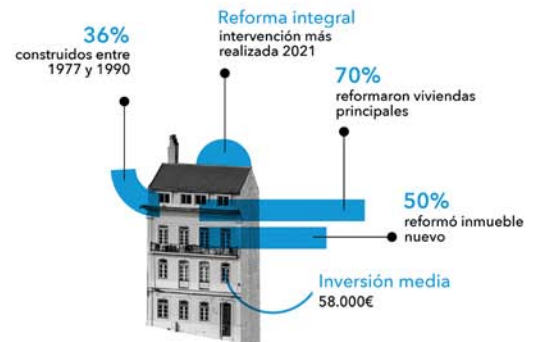 36%
construidos entre
1977 y 1990
Reforma integral
intervención más
realizada 2021
70%
reformaron viviendas
principales
50%
reformó inmueble
nuevo
Inversión media
58.000€